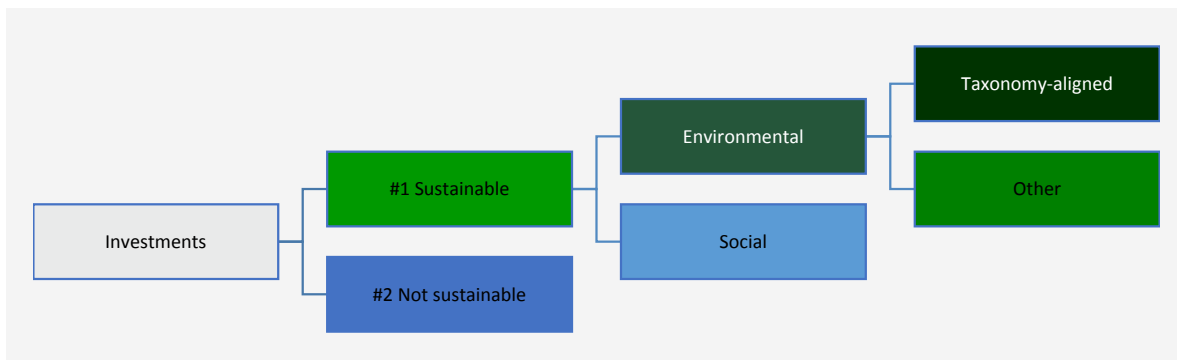 Investments
#1 Sustainable
#2 Not sustainable
Environmental
Social
Taxonomy-aligned
Other